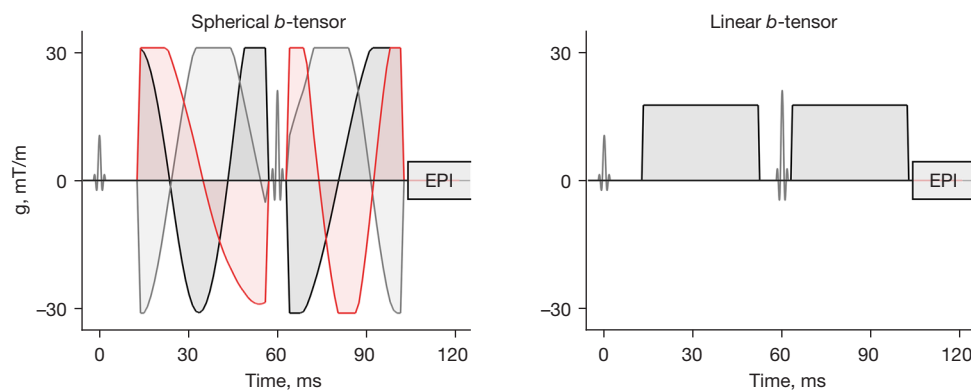 Spherical b-tensor
g, mT/m
30
0
−30
EPI
0 30 60 90 120
Time, ms
Linear b-tensor
30
0
−30
EPI
0 30 60 90 120
Time, ms